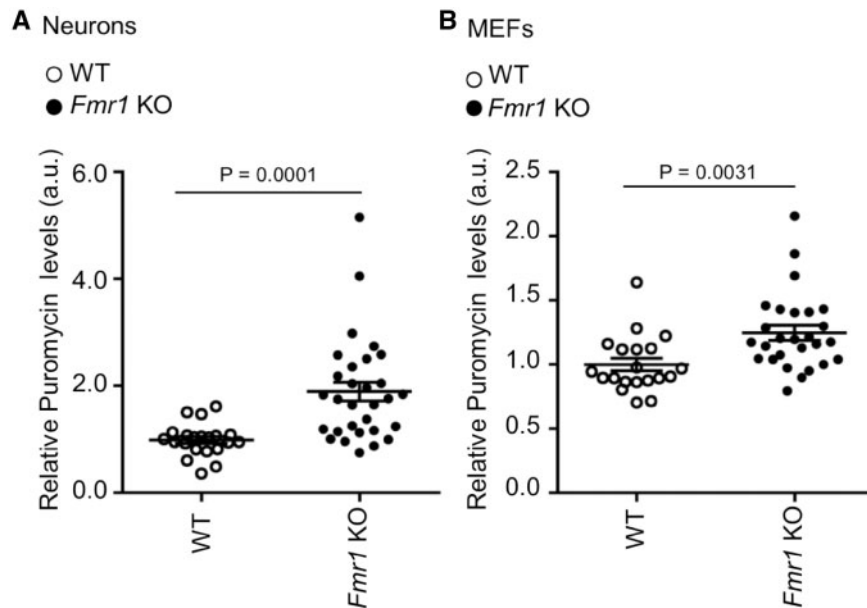 A Neurons
WT
Fmr1 KO
Relative Puromycin levels (a.u.)
6.0
4.0
2.0
0.0
P = 0.0001
WT
Fmr1 KO
B MEFs
WT
Fmr1 KO
Relative Puromycin levels (a.u.)
2.5
2.0
1.5
1.0
0.5
0.0
P = 0.0031
WT
Fmr1 KO